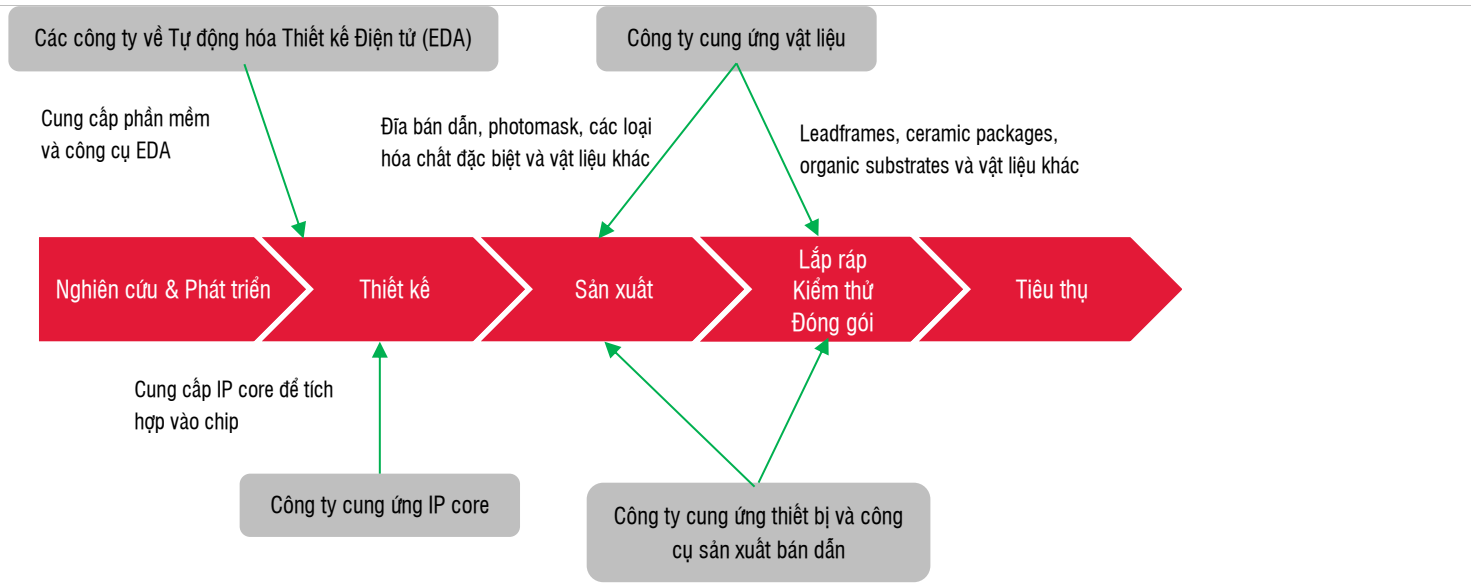 Các công ty về Tự động hóa Thiết kế Điện tử (EDA)
Công ty cung ứng vật liệu
Cung cấp phần mềm
và công cụ EDA
Đĩa bán dẫn, photomask, các loại
hóa chất đặc biệt và vật liệu khác
Leadframes, ceramic packages,
organic substrates và vật liệu khác
Nghiên cứu & Phát triển
Thiết kế
Sản xuất
Lắp ráp
Kiểm thử
Đóng gói
Tiêu thụ
Cung cấp IP core để tích
hợp vào chip
Công ty cung ứng IP core
Công ty cung ứng thiết bị và công
cụ sản xuất bán dẫn